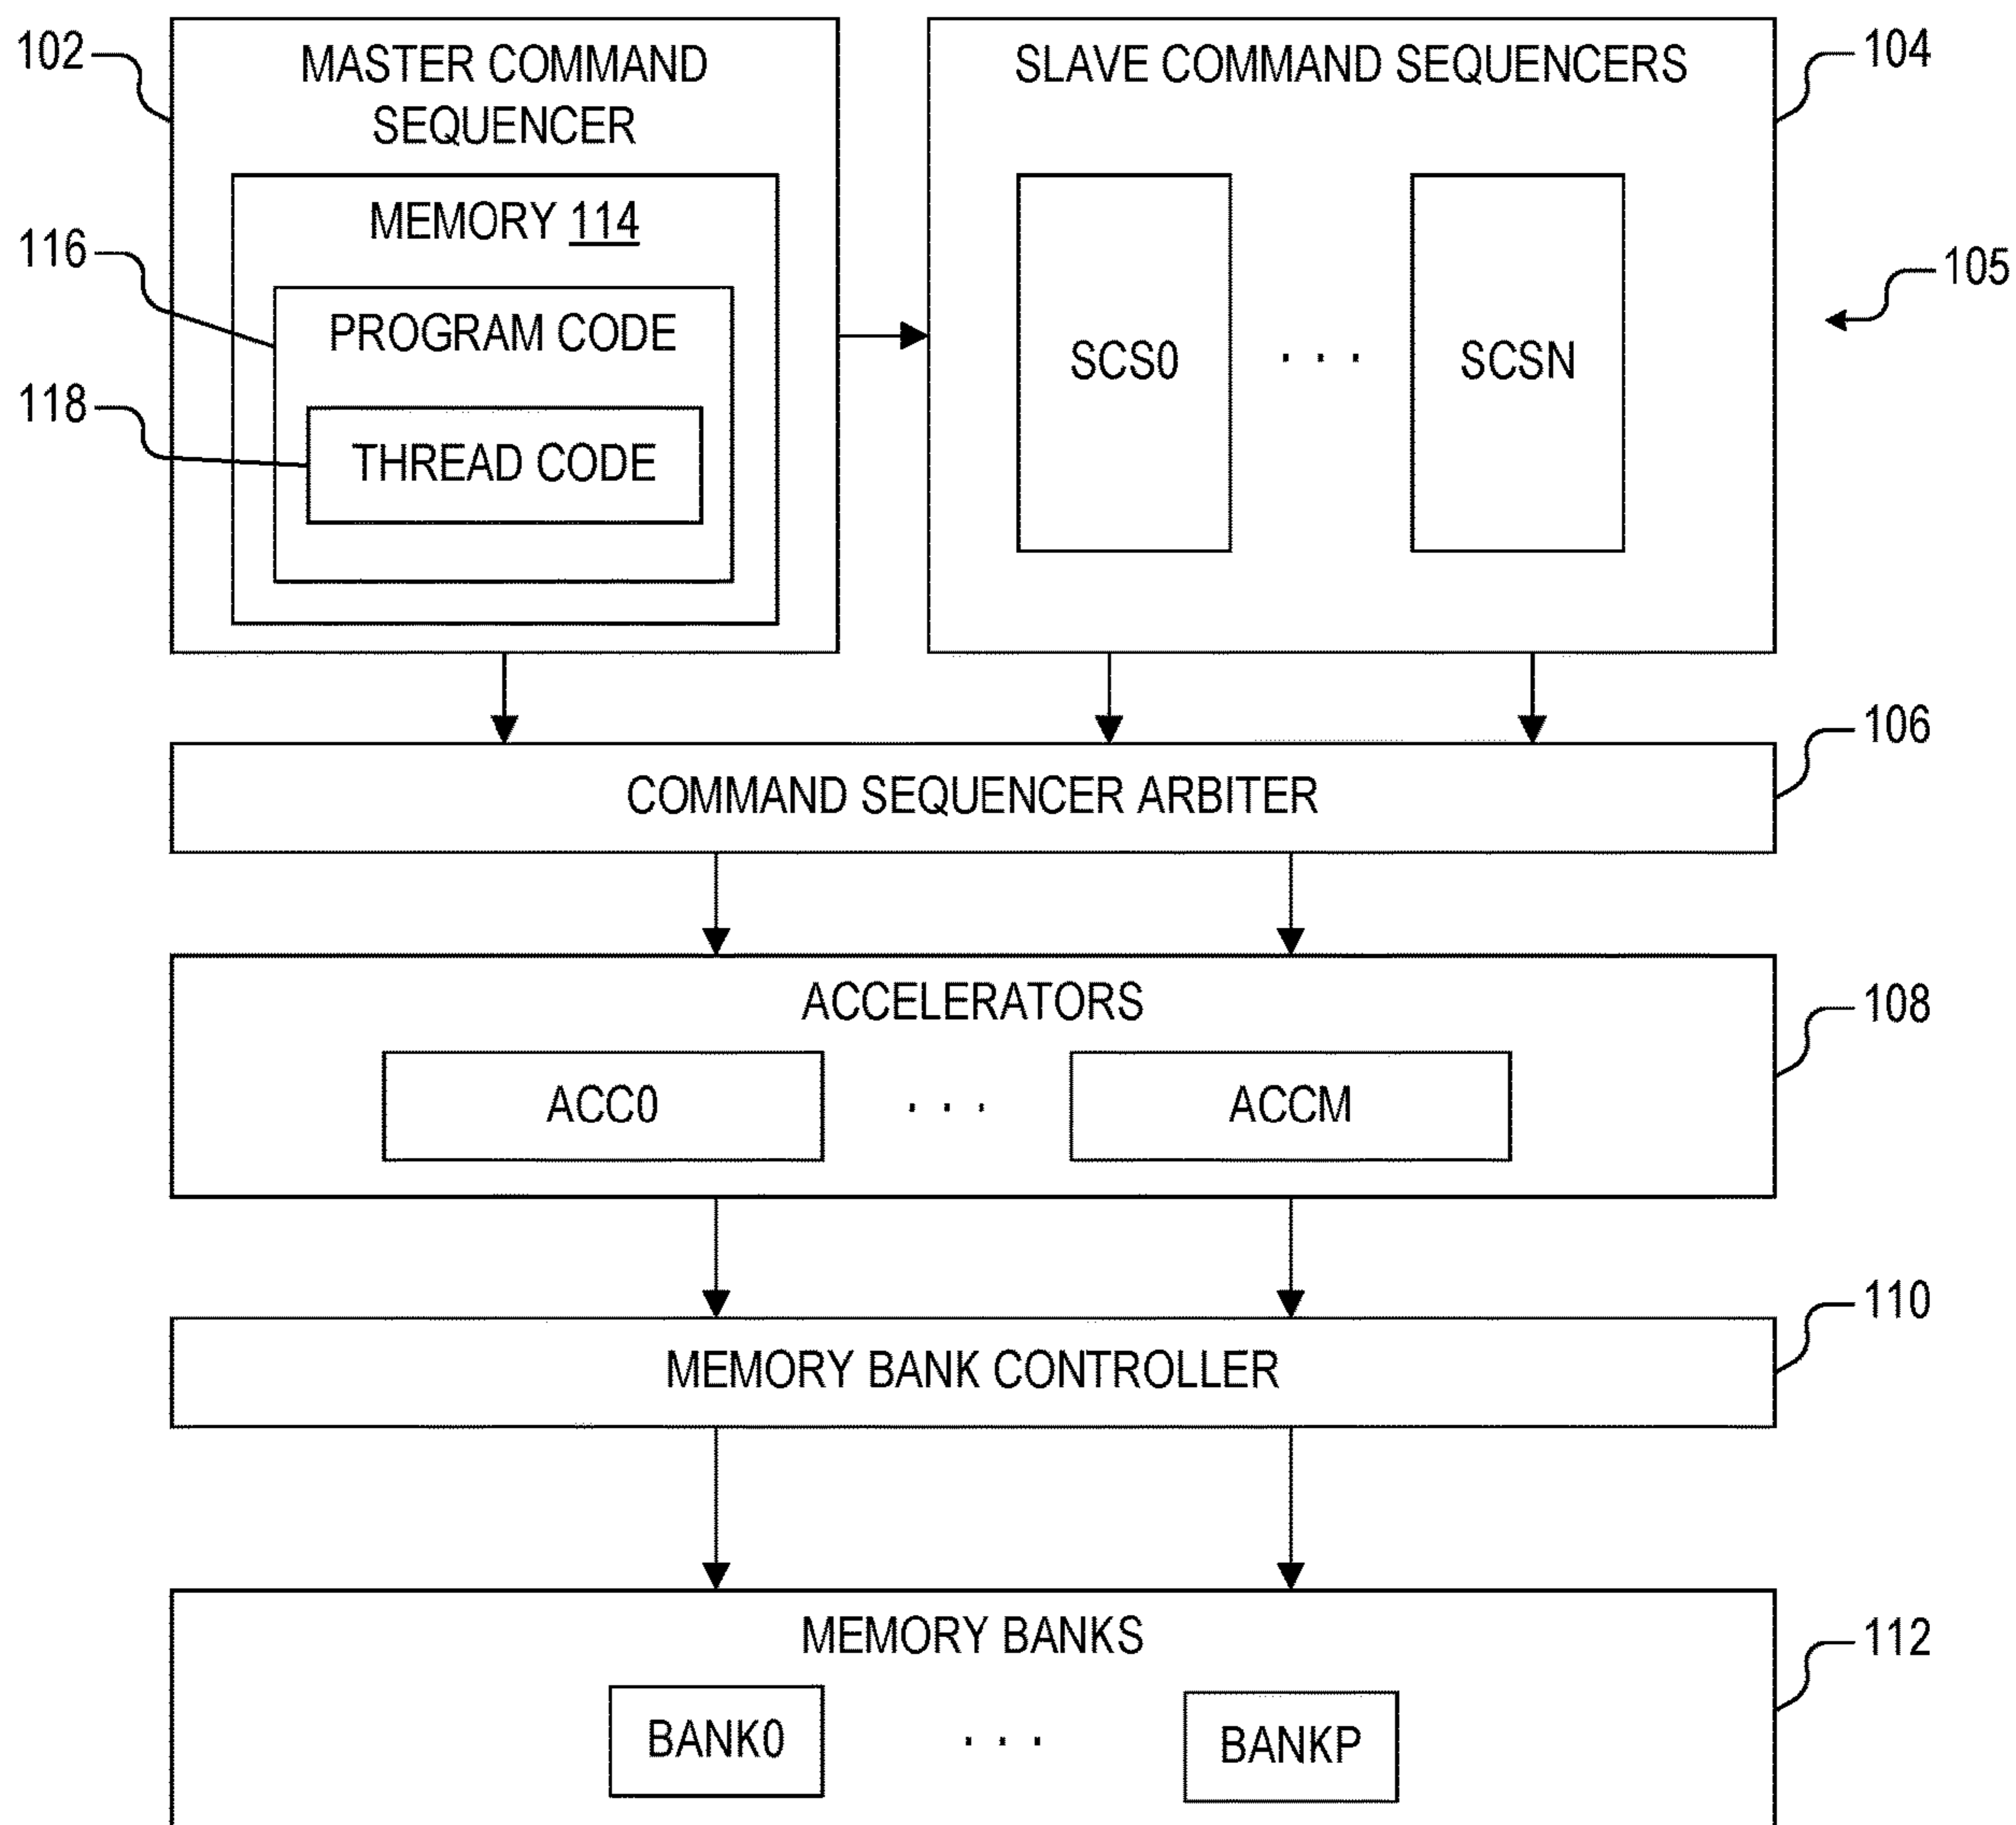 102
MASTER COMMAND
SEQUENCER
SLAVE COMMAND SEQUENCERS
104
MEMORY 114
116
PROGRAM CODE
105
118
THREAD CODE
SCS0
. . .
SCSN
106
COMMAND SEQUENCER ARBITER
ACCELERATORS
108
ACC0
. . .
ACCM
110
MEMORY BANK CONTROLLER
MEMORY BANKS
112
BANK0
. . .
BANKP